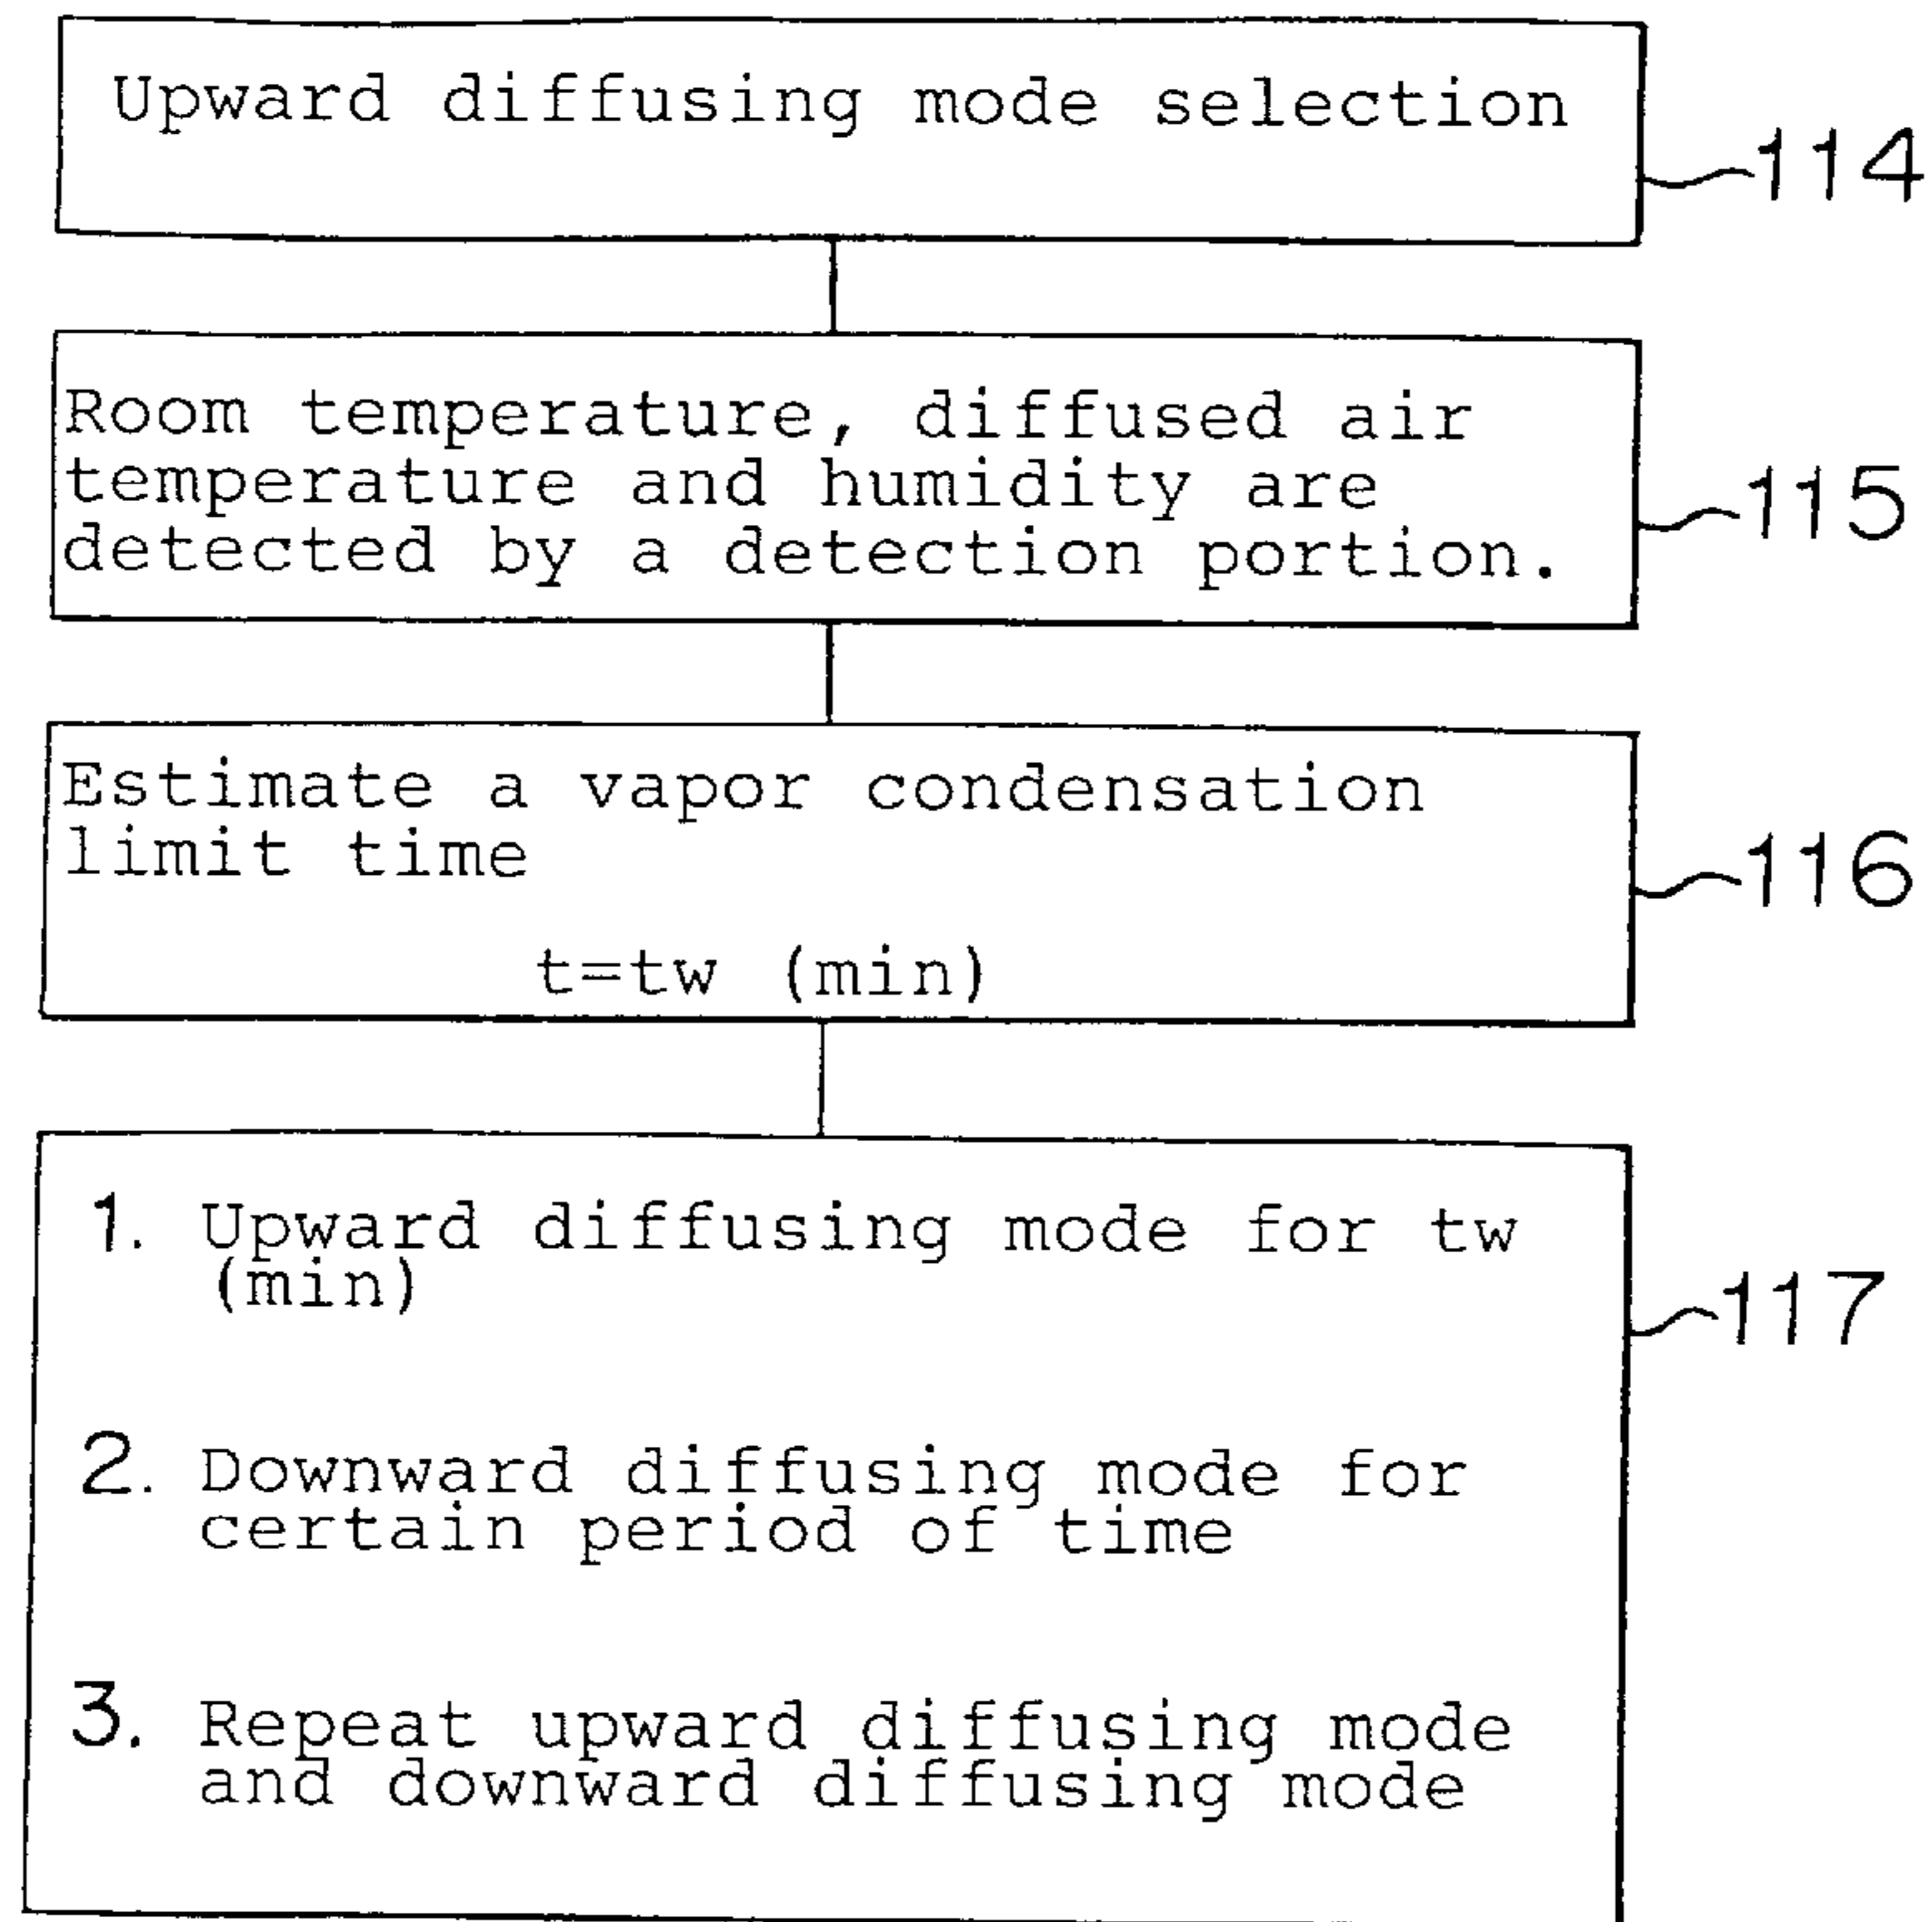 Upward diffusing mode selection
114
Room temperature, diffused air
temperature and humidity are
detected by a detection portion.
115
Estimate a vapor condensation
limit time
t=tw (min)
116
1. Upward diffusing mode for tw
(min)
117
2. Downward diffusing mode for
certain period of time
3. Repeat upward diffusing mode
and downward diffusing mode